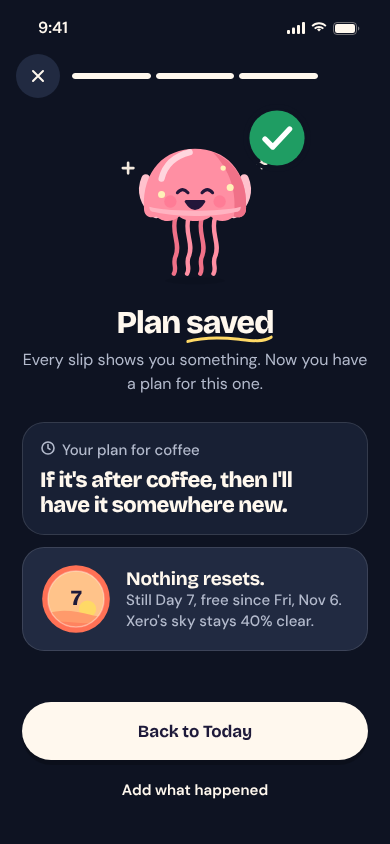 9:41
Plan saved
Every slip shows you something. Now you have
a plan for this one.
Your plan for coffee
If it's after coffee, then I'll
have it somewhere new.
7
Nothing resets.
Still Day 7, free since Fri, Nov 6.
Xero's sky stays 40% clear.
Back to Today
Add what happened